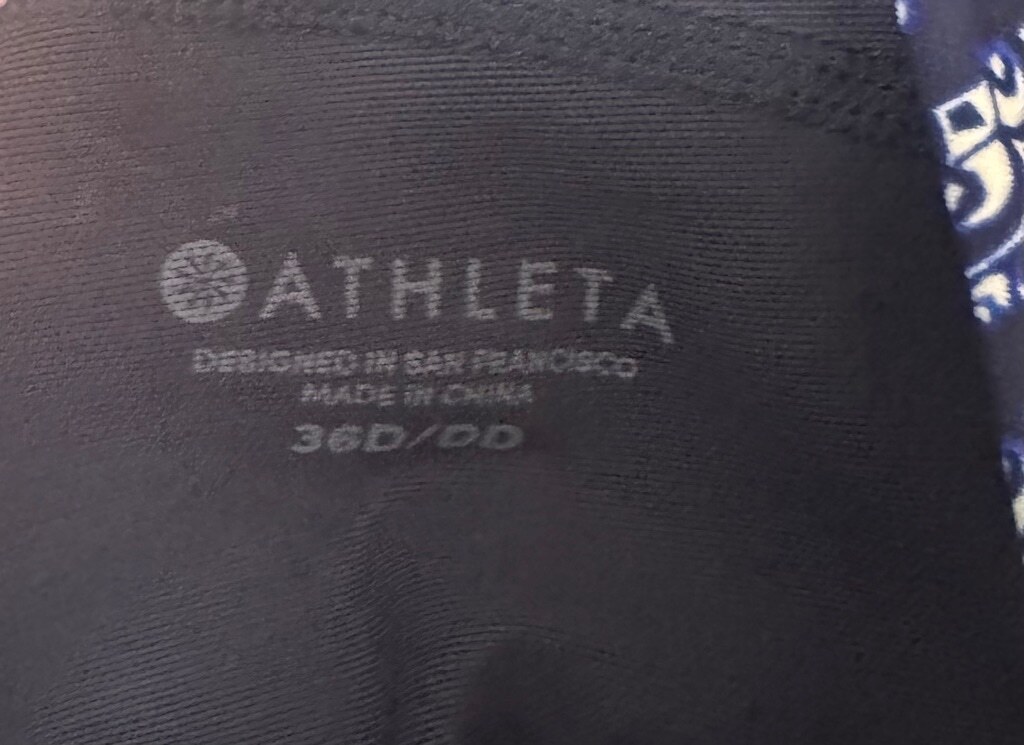 ATHLETA
DESIGNED IN SAN FRANCISCO
MADE IN CHINA
36D/DD